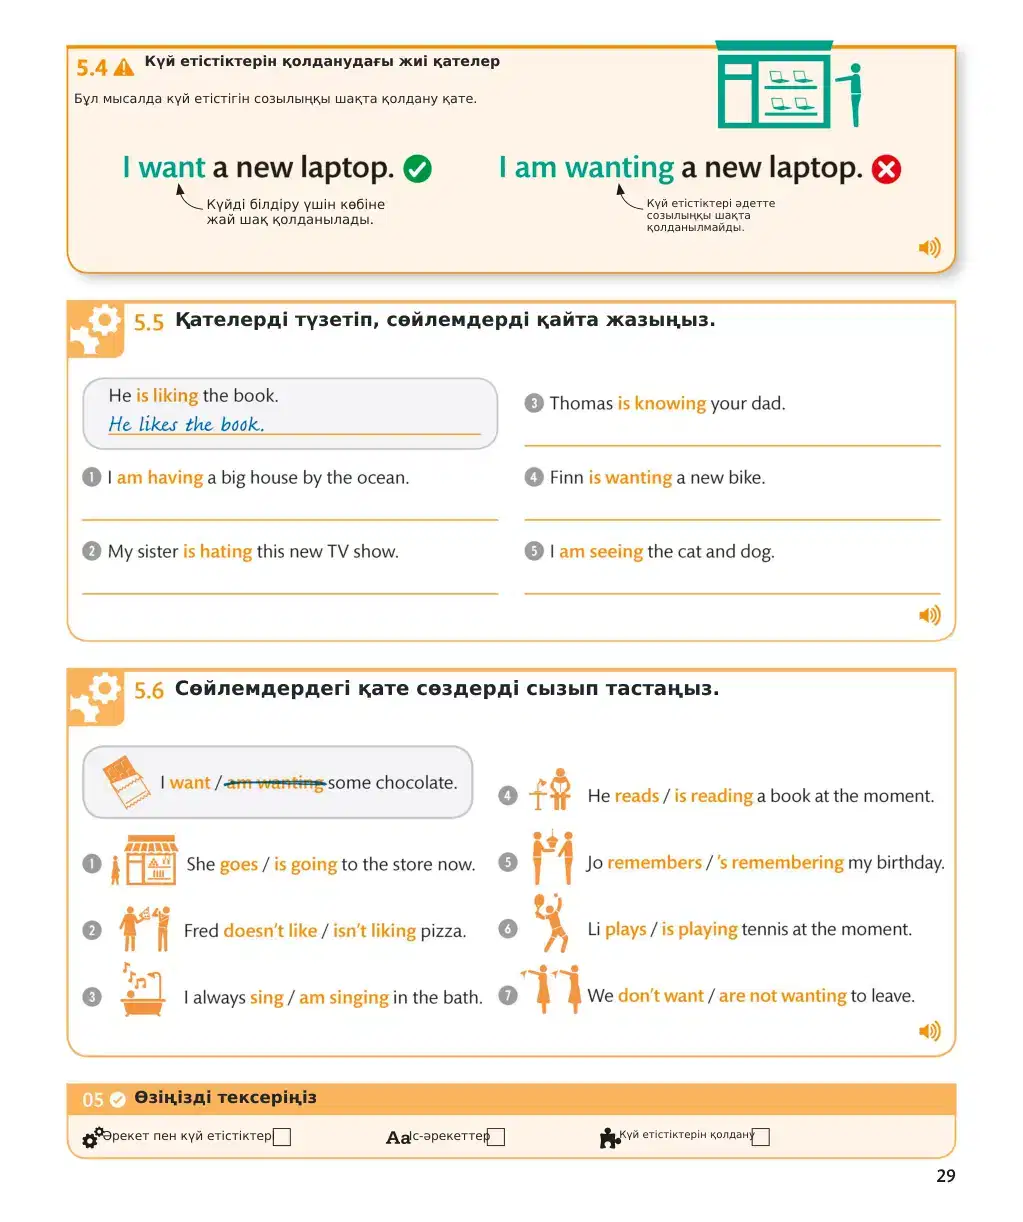 5.4 Күй етістіктерін қолданудағы жиі қателер
Бұл мысалда күй етістігін созылыңқы шақта қолдану қате.
I want a new laptop.
Күйді білдіру үшін көбіне
жай шақ қолданылады.
I am wanting a new laptop.
Күй етістіктері әдетте
созылыңқы шақта
қолданылмайды.
5.5 Қателерді түзетіп, сөйлемдерді қайта жазыңыз.
He is liking the book.
He likes the book.
1 I am having a big house by the ocean.
2 My sister is hating this new TV show.
3 Thomas is knowing your dad.
4 Finn is wanting a new bike.
5 I am seeing the cat and dog.
5.6 Сөйлемдердегі қате сөздерді сызып тастаңыз.
I want / am wanting some chocolate.
1 She goes / is going to the store now.
2 Fred doesn't like / isn't liking pizza.
3 I always sing / am singing in the bath.
4 He reads / is reading a book at the moment.
5 Jo remembers / 's remembering my birthday.
6 Li plays / is playing tennis at the moment.
7 We don't want / are not wanting to leave.
05 Өзіңізді тексеріңіз
Әрекет пен күй етістіктер
Aa Іс-әрекеттер
Күй етістіктерін қолдану
29